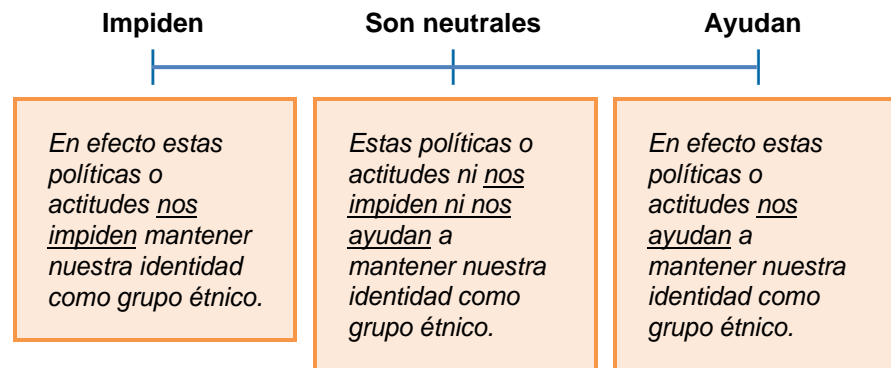 Impiden
Son neutrales
Ayudan
En efecto estas
políticas o
actitudes nos
impiden mantener
nuestra identidad
como grupo étnico.
Estas políticas o
actitudes ni nos
impiden ni nos
ayudan a
mantener nuestra
identidad como
grupo étnico.
En efecto estas
políticas o
actitudes nos
ayudan a
mantener nuestra
identidad como
grupo étnico.